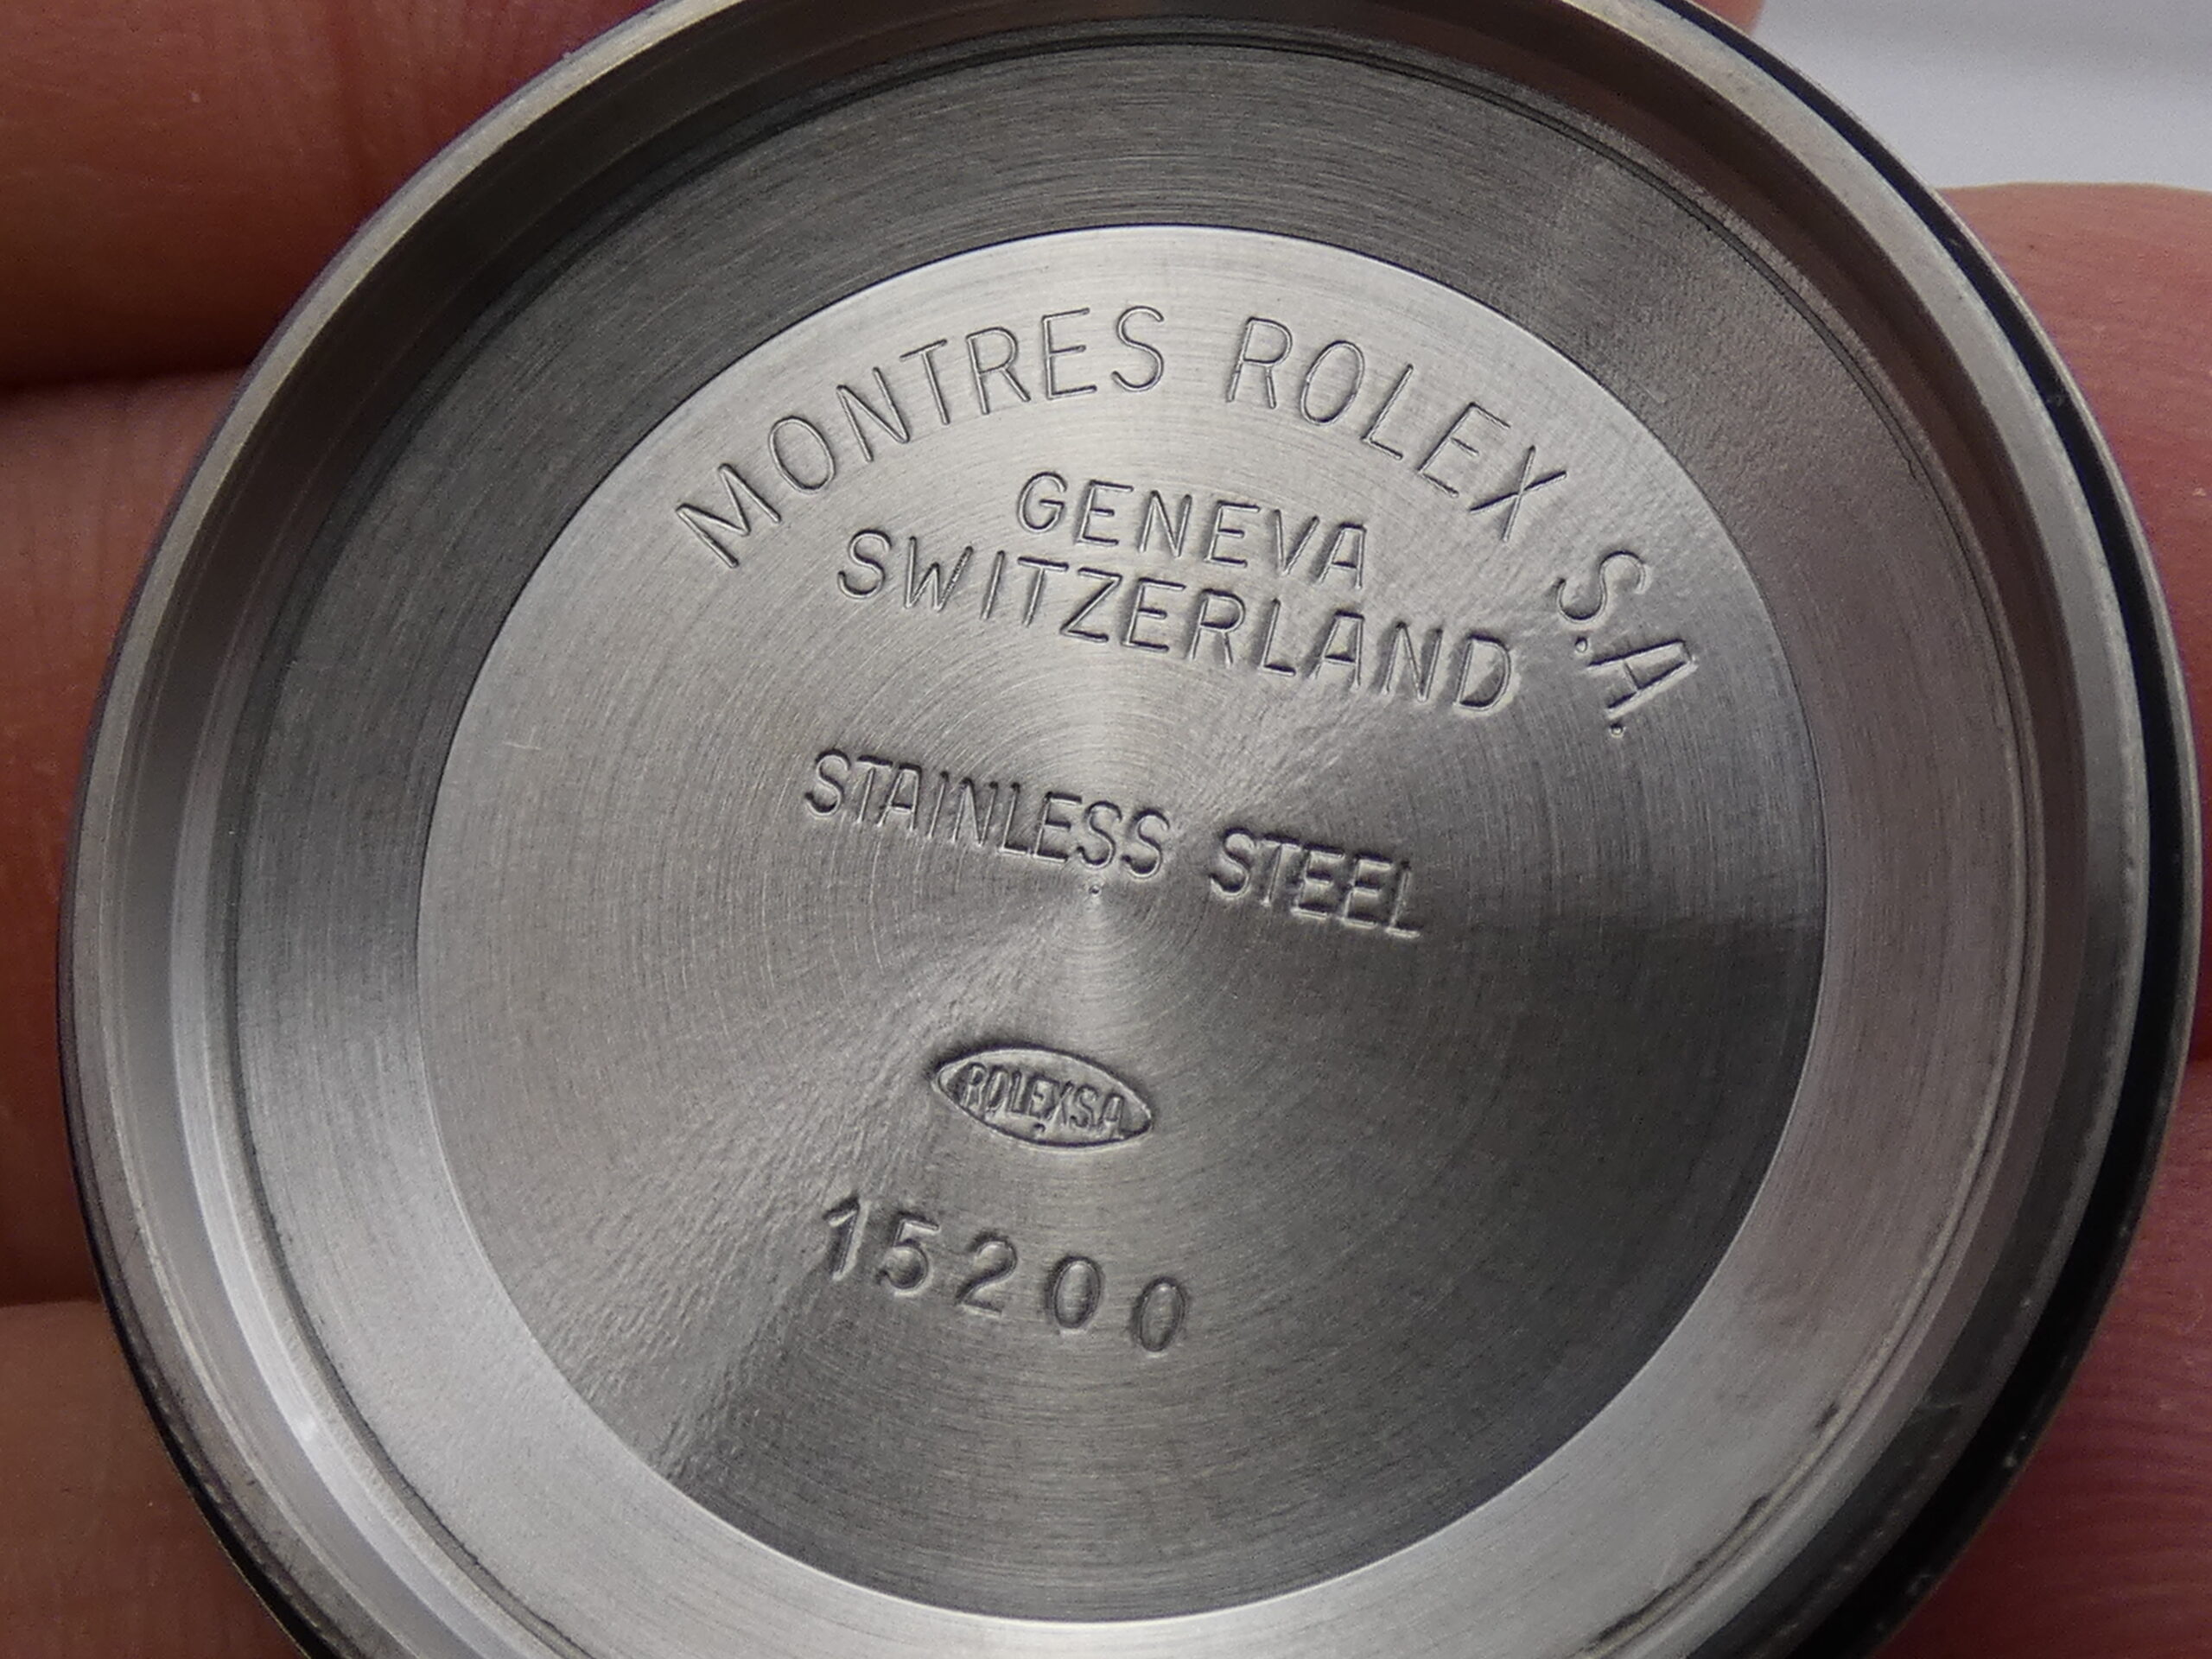 MONTRES ROLEX S.A.
GENEVA
SWITZERLAND
STAINLESS STEEL
ROLEX S.A.
15200